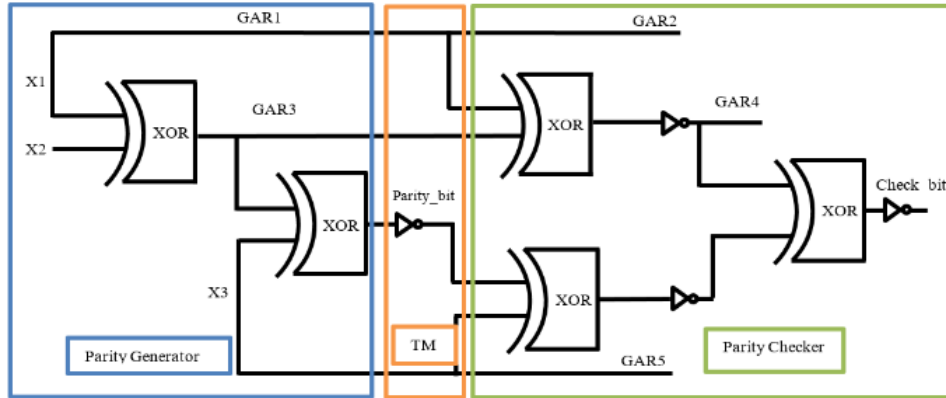 GAR1
GAR2
X1
XOR
GAR3
XOR
GAR4
X2
XOR
Parity_bit
XOR
Check_bit
X3
XOR
Parity Generator
TM
GAR5
Parity Checker